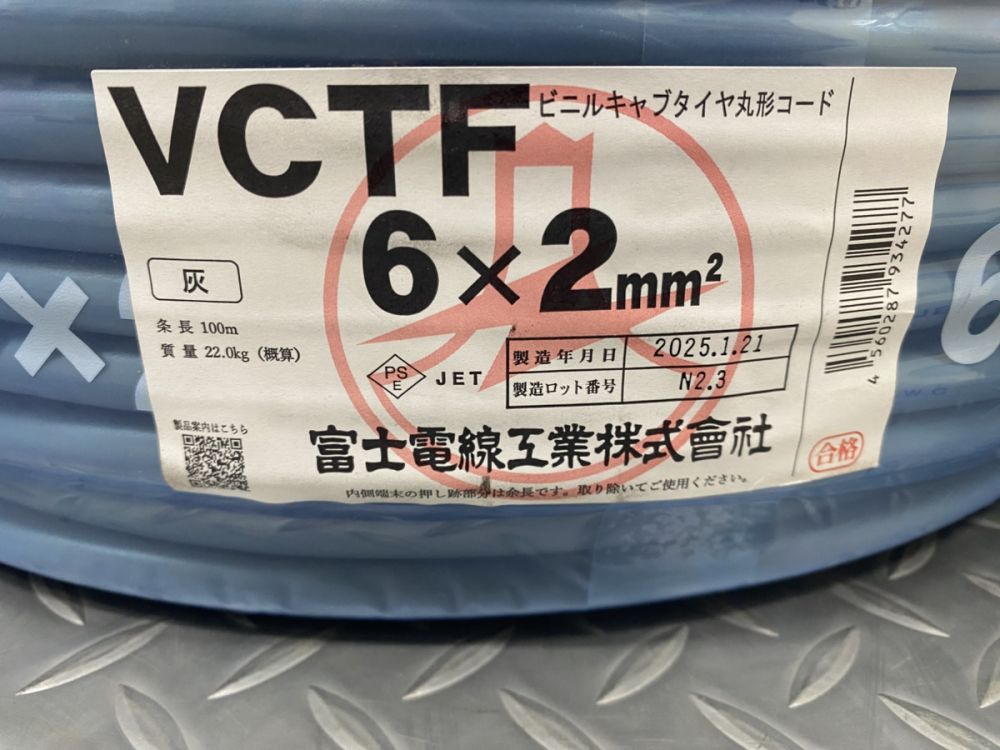 VCTF
ビニルキャブタイヤ丸形コード
6×2mm²
灰
条長 100m
質量 22.0kg (概算)
PS
E
JET
製造年月日 2025.1.21
製造ロット番号 N2.3
製品案内はこちら
富士電線工業株式會社
内側端末の押し跡部分は余長です。取り除いてご使用ください。
4 560287 934277
合格
×
6